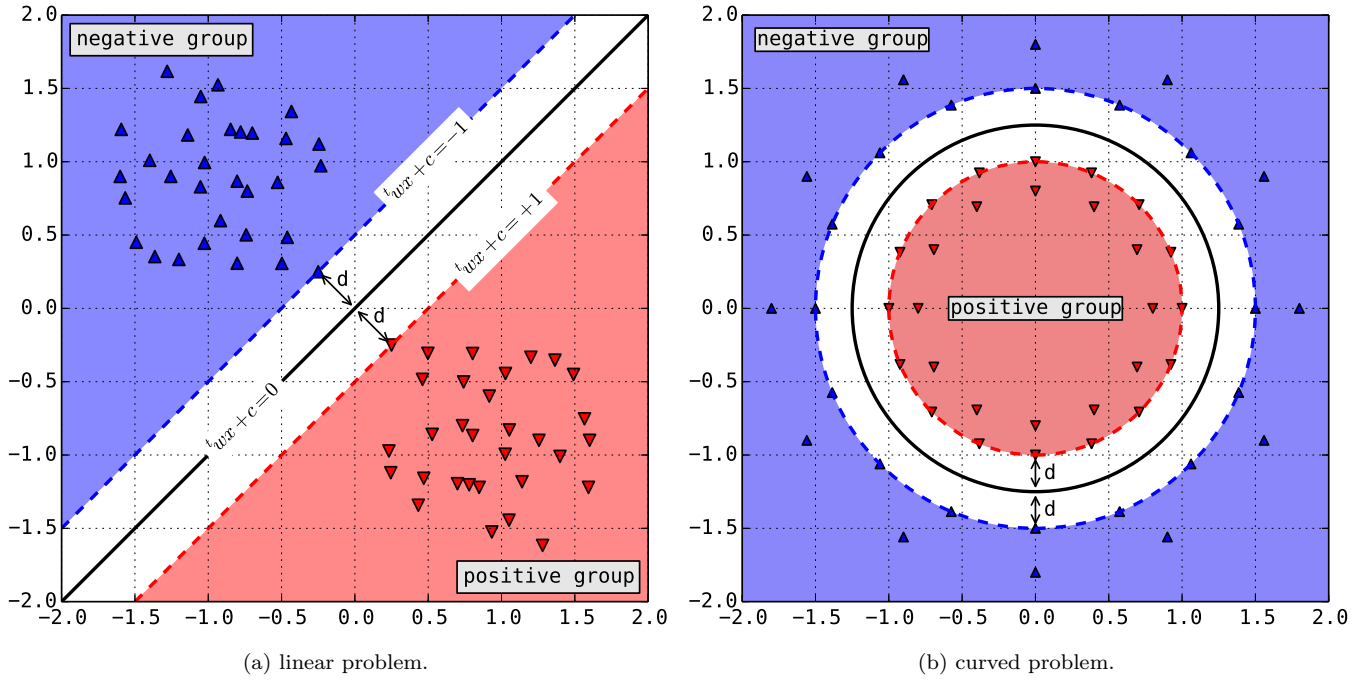 negative group
2.0
1.5
1.0
0.5
0.0
−0.5
−1.0
−1.5
−2.0
−2.0 −1.5 −1.0 −0.5 0.0 0.5 1.0 1.5 2.0
ᵗwx+c=−1
ᵗwx+c=+1
ᵗwx+c=0
d
d
positive group
(a) linear problem.
negative group
2.0
1.5
1.0
0.5
0.0
−0.5
−1.0
−1.5
−2.0
−2.0 −1.5 −1.0 −0.5 0.0 0.5 1.0 1.5 2.0
positive group
d
d
(b) curved problem.